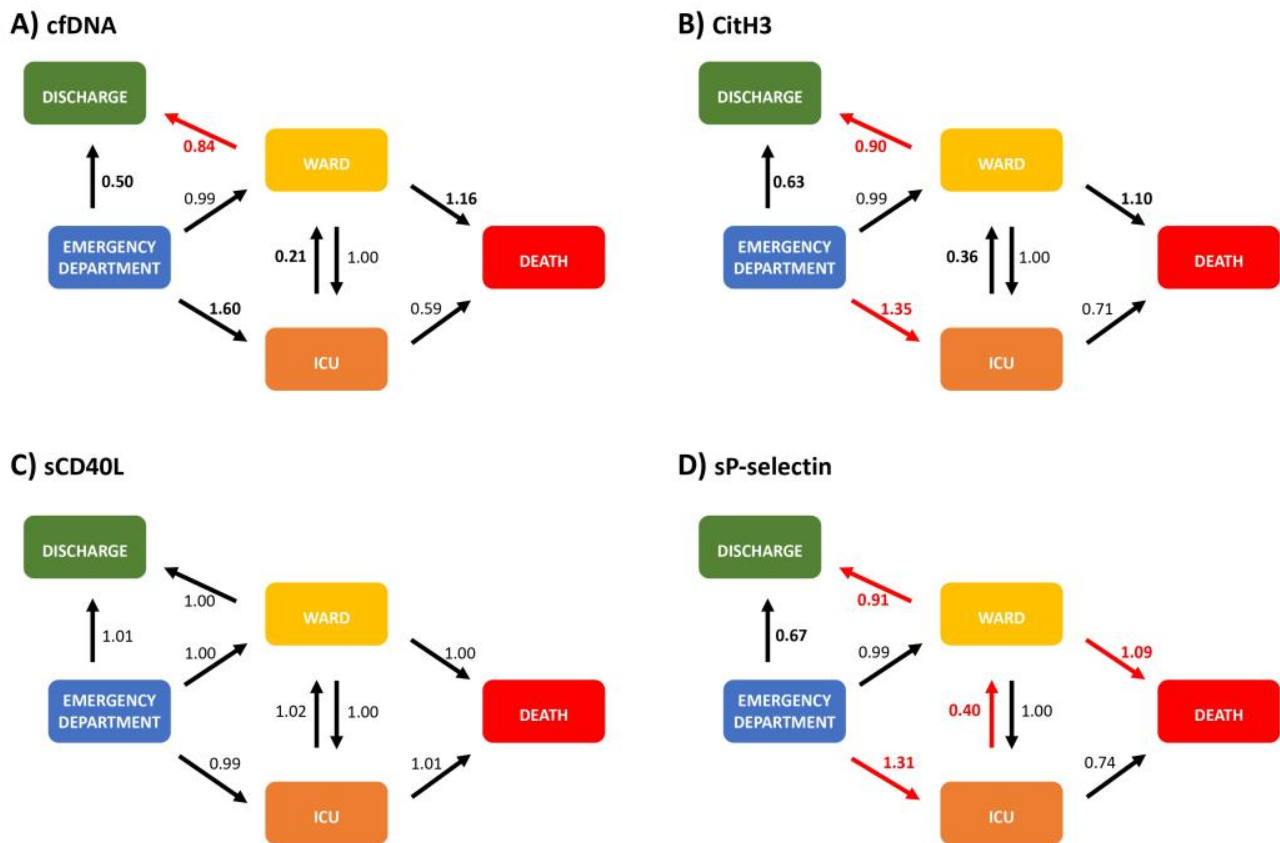 A) cfDNA
DISCHARGE
0.84
WARD
0.50
0.99
1.16
EMERGENCY
DEPARTMENT
0.21
1.00
DEATH
1.60
0.59
ICU
B) CitH3
DISCHARGE
0.90
WARD
0.63
0.99
1.10
EMERGENCY
DEPARTMENT
0.36
1.00
DEATH
1.35
0.71
ICU
C) sCD40L
DISCHARGE
1.00
WARD
1.01
1.00
1.00
EMERGENCY
DEPARTMENT
1.02
1.00
DEATH
0.99
1.01
ICU
D) sP-selectin
DISCHARGE
0.91
WARD
0.67
0.99
1.09
EMERGENCY
DEPARTMENT
0.40
1.00
DEATH
1.31
0.74
ICU